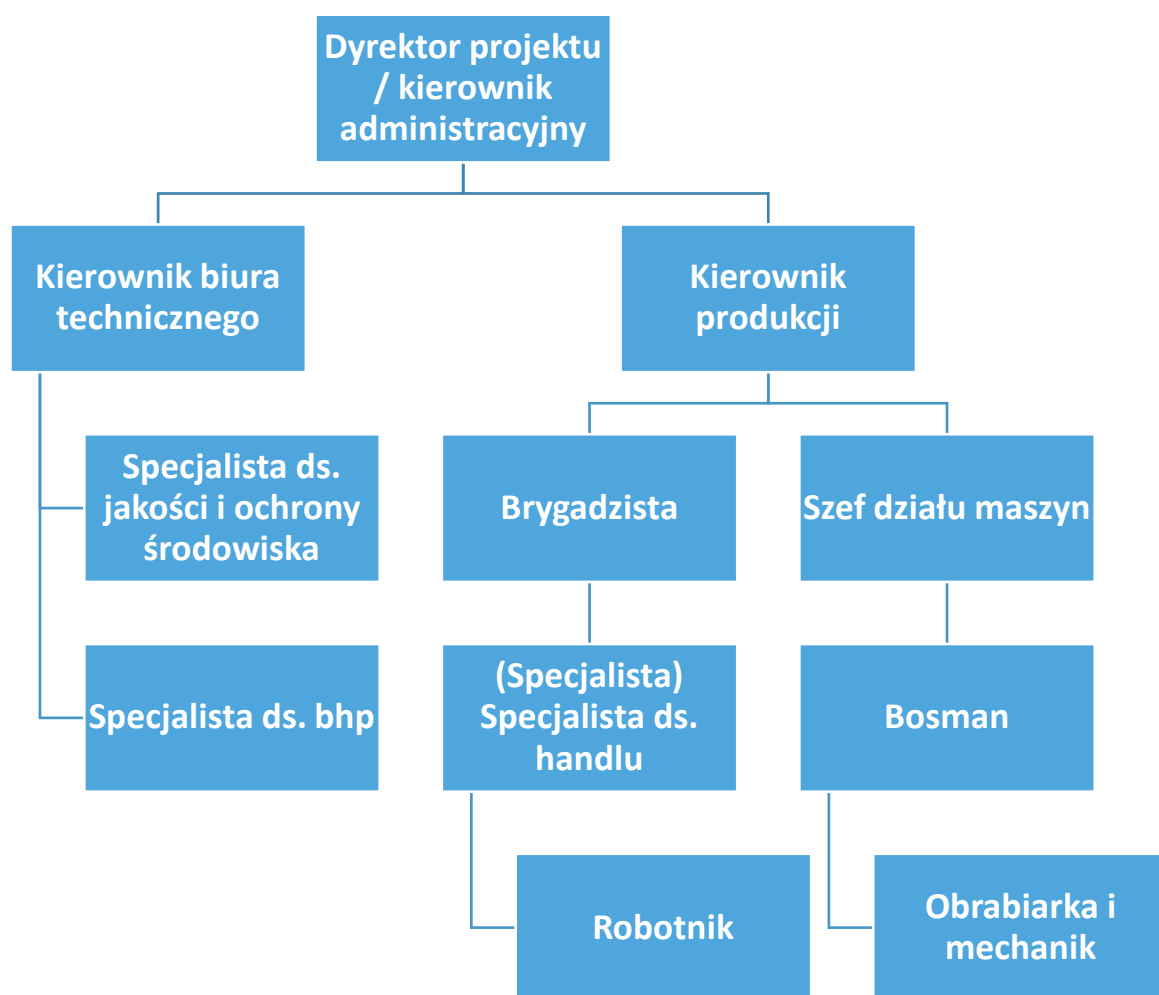 Dyrektor projektu
/ kierownik
administracyjny
Kierownik biura
technicznego
Kierownik
produkcji
Specjalista ds.
jakości i ochrony
środowiska
Brygadzista
Szef działu maszyn
Specjalista ds. bhp
(Specjalista)
Specjalista ds.
handlu
Bosman
Robotnik
Obrabiarka i
mechanik